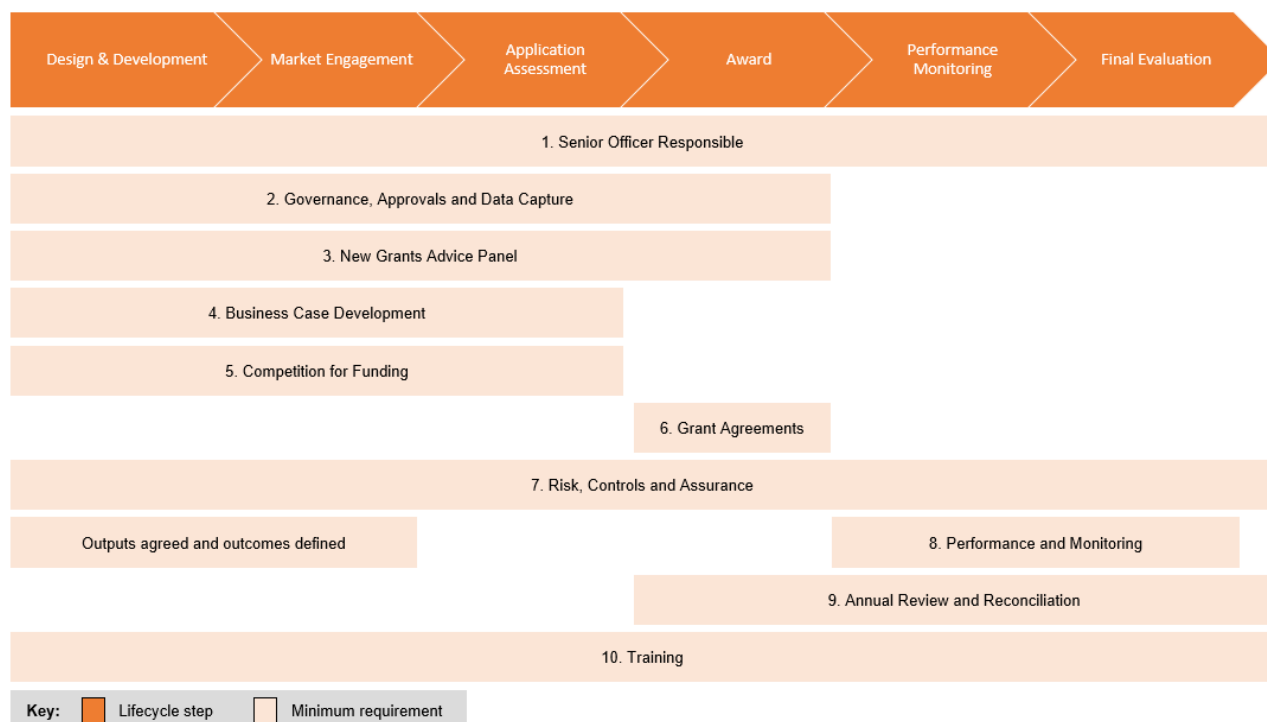 Design & Development
Market Engagement
Application
Assessment
Award
Performance
Monitoring
Final Evaluation
1. Senior Officer Responsible
2. Governance, Approvals and Data Capture
3. New Grants Advice Panel
4. Business Case Development
5. Competition for Funding
6. Grant Agreements
7. Risk, Controls and Assurance
Outputs agreed and outcomes defined
8. Performance and Monitoring
9. Annual Review and Reconciliation
10. Training
Key: Lifecycle step Minimum requirement